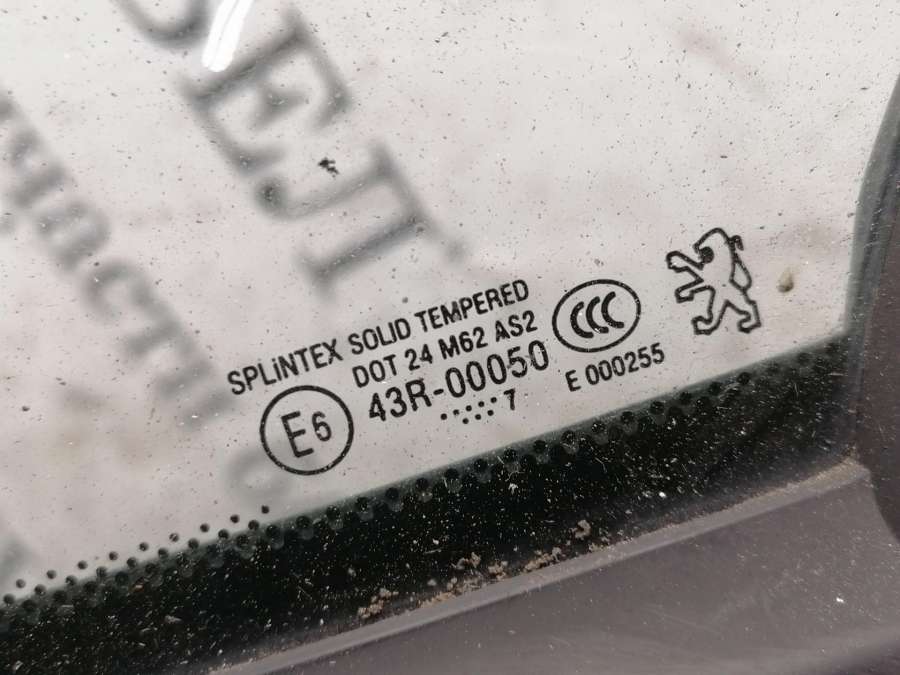 SPLiNTEX SOLID TEMPERED
DOT 24 M62 AS2
43R-00050
E6
CCC
7
E 000255